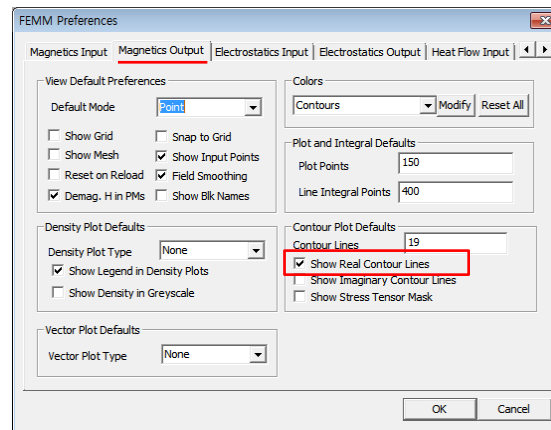 FEMM Preferences
Magnetics Input Magnetics Output Electrostatics Input Electrostatics Output Heat Flow Input
View Default Preferences
Default Mode Point
Show Grid Snap to Grid
Show Mesh Show Input Points
Reset on Reload Field Smoothing
Demag. H in PMs Show Blk Names
Colors
Contours Modify Reset All
Plot and Integral Defaults
Plot Points 150
Line Integral Points 400
Density Plot Defaults
Density Plot Type None
Show Legend in Density Plots
Show Density in Greyscale
Contour Plot Defaults
Contour Lines 19
Show Real Contour Lines
Show Imaginary Contour Lines
Show Stress Tensor Mask
Vector Plot Defaults
Vector Plot Type None
OK Cancel